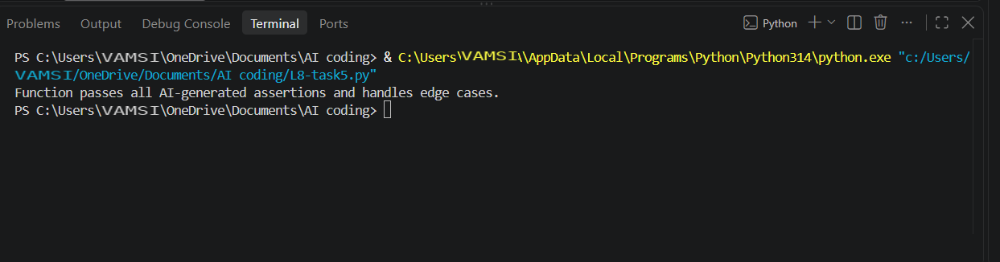 Problems Output Debug Console Terminal Ports Python
PS C:\Users\VAMSI\OneDrive\Documents\AI coding> & C:\Users\VAMSI\\AppData\Local\Programs\Python\Python314\python.exe "c:/Users/
VAMSI/OneDrive/Documents/AI coding/L8-task5.py"
Function passes all AI-generated assertions and handles edge cases.
PS C:\Users\VAMSI\OneDrive\Documents\AI coding>